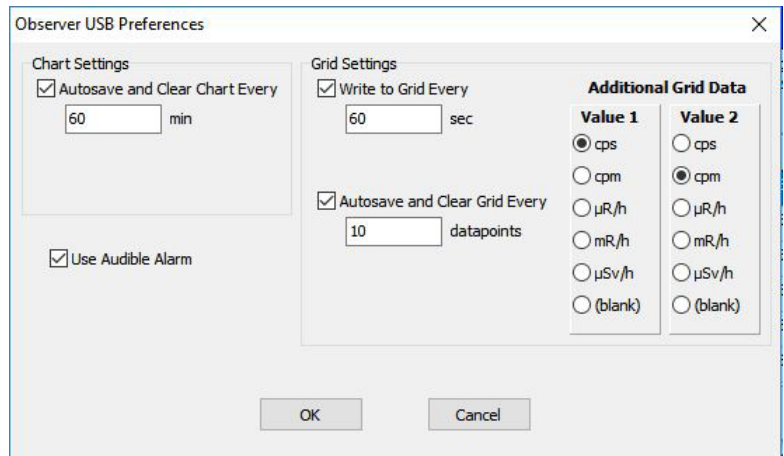 Observer USB Preferences
Chart Settings
Autosave and Clear Chart Every
60 min
Use Audible Alarm
Grid Settings
Write to Grid Every
60 sec
Autosave and Clear Grid Every
10 datapoints
Additional Grid Data
Value 1
cps
cpm
µR/h
mR/h
µSv/h
(blank)
Value 2
cps
cpm
µR/h
mR/h
µSv/h
(blank)
OK
Cancel